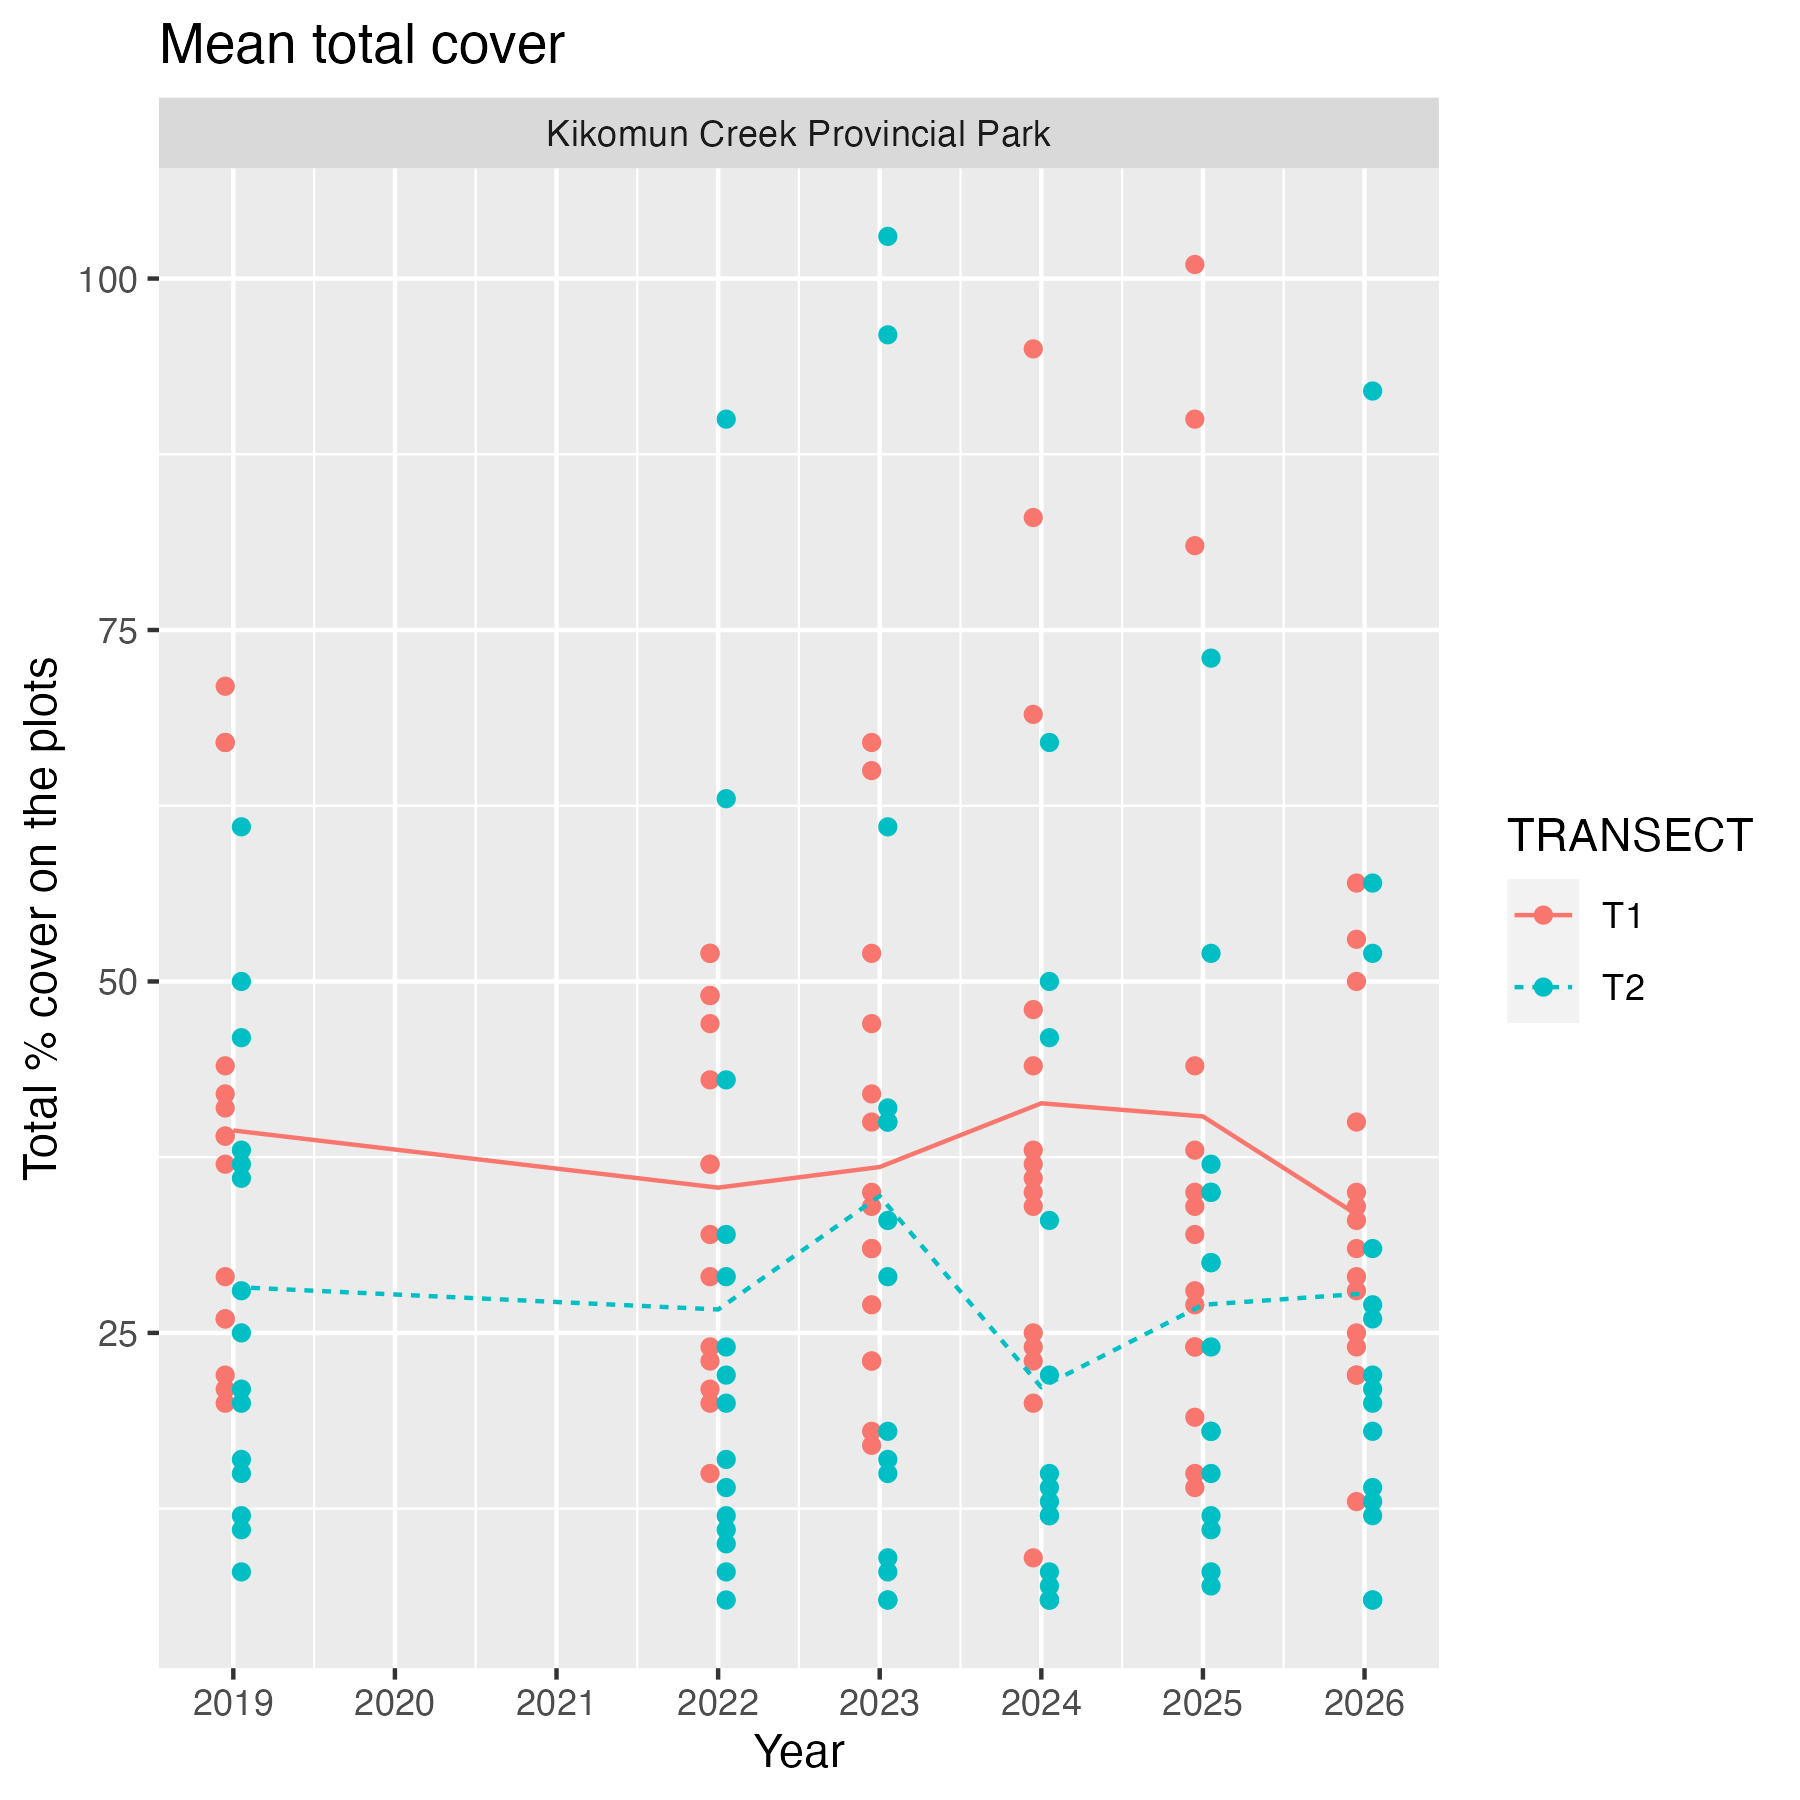 Mean total cover
Kikomun Creek Provincial Park
Total % cover on the plots
100
75
50
25
2019 2020 2021 2022 2023 2024 2025 2026
Year
TRANSECT
T1
T2